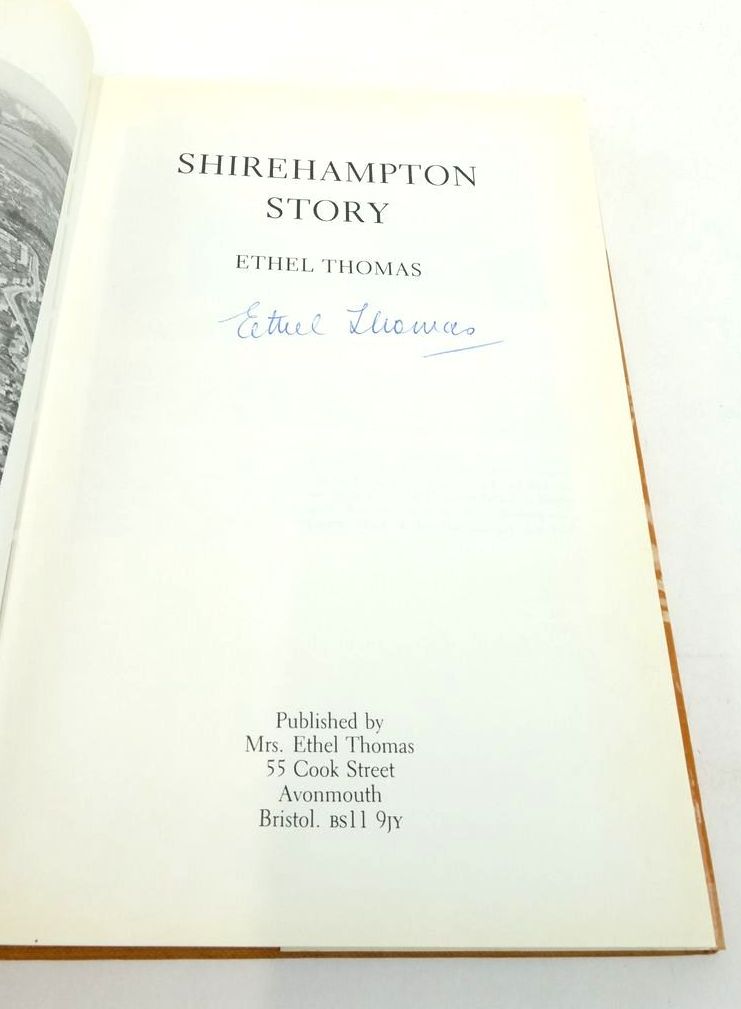 SHIREHAMPTON
STORY
ETHEL THOMAS
Ethel Thomas
Published by
Mrs. Ethel Thomas
55 Cook Street
Avonmouth
Bristol. BS11 9JY